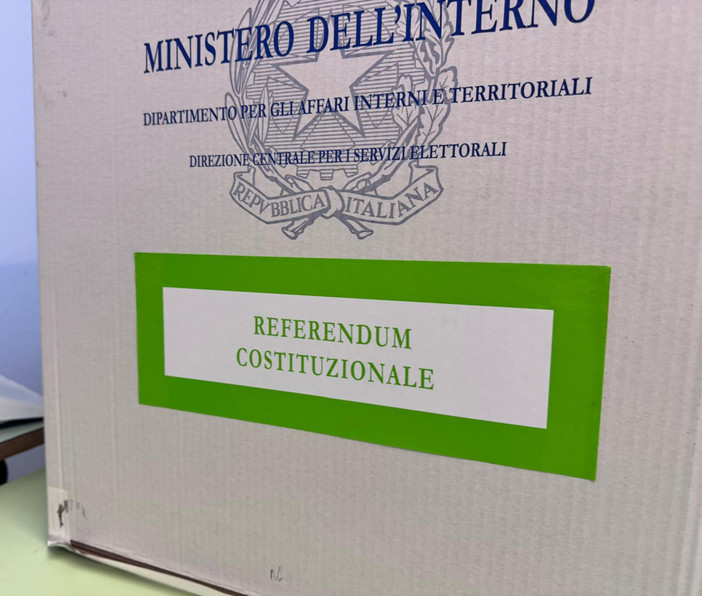 MINISTERO DELL'INTERNO
DIPARTIMENTO PER GLI AFFARI INTERNI E TERRITORIALI
DIREZIONE CENTRALE PER I SERVIZI ELETTORALI
REPVBBLICA ITALIANA
REFERENDUM
COSTITUZIONALE